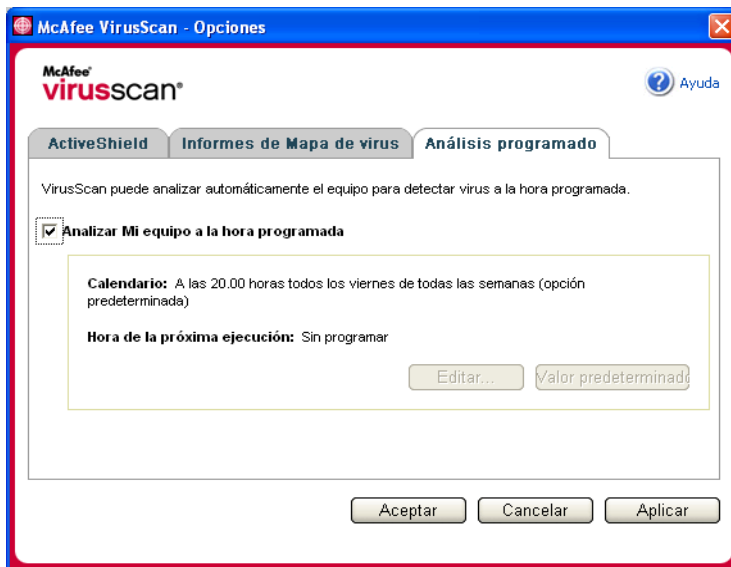 McAfee VirusScan - Opciones
McAfee®
virusscan®
Ayuda
ActiveShield
Informes de Mapa de virus
Análisis programado
VirusScan puede analizar automáticamente el equipo para detectar virus a la hora programada.
Analizar Mi equipo a la hora programada
Calendario: A las 20.00 horas todos los viernes de todas las semanas (opción
predeterminada)
Hora de la próxima ejecución: Sin programar
Editar...
Valor predeterminado
Aceptar
Cancelar
Aplicar